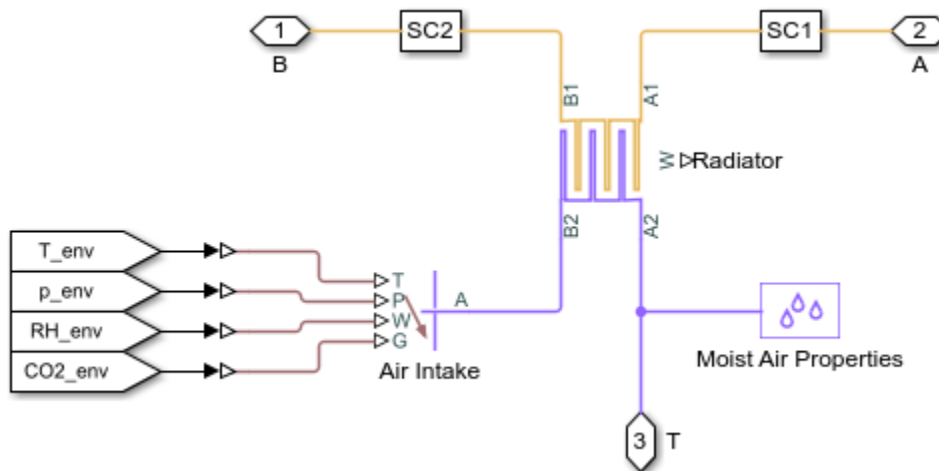 1
B
SC2
SC1
2
A
B1
A1
W
Radiator
B2
A2
T_env
p_env
RH_env
CO2_env
T
P
W
G
A
Air Intake
Moist Air Properties
3
T